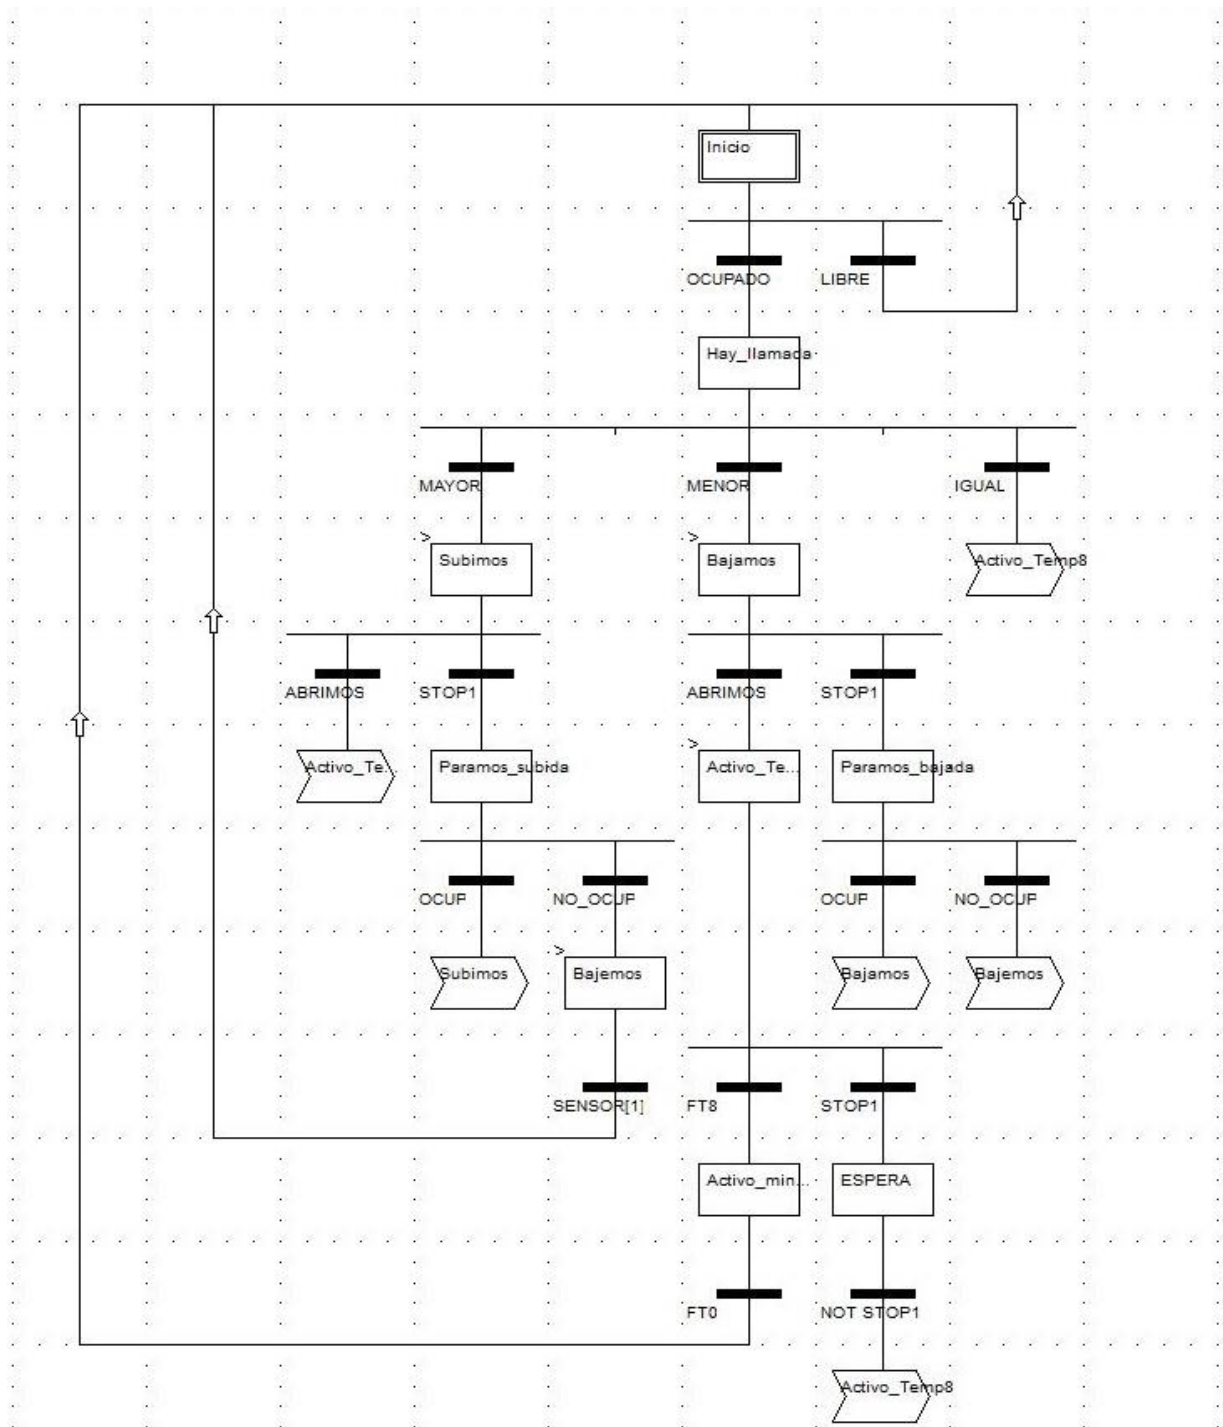 Inicio
OCUPADO
LIBRE
Hay_llamada
MAYOR
MENOR
IGUAL
>
>
Subimos
Bajamos
Activo_Temp8
ABRIMOS
STOP1
ABRIMOS
STOP1
>
Activo_Te...
Paramos_subida
Activo_Te...
Paramos_bajada
OCUP
NO_OCUP
OCUP
NO_OCUP
>
Subimos
Bajemos
Bajamos
Bajemos
SENSOR[1]
FT8
STOP1
Activo_min...
ESPERA
FT0
NOT STOP1
Activo_Temp8